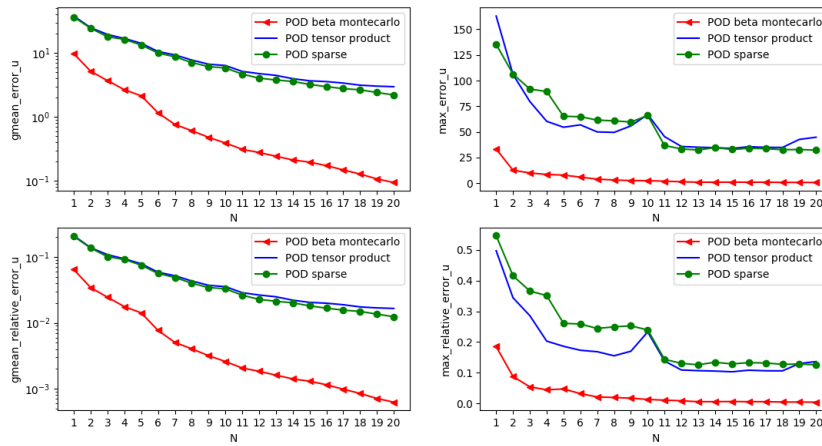 gmean_error_u
10¹
10⁰
10⁻¹
POD beta montecarlo
POD tensor product
POD sparse
1 2 3 4 5 6 7 8 9 10 11 12 13 14 15 16 17 18 19 20
N
max_error_u
150
125
100
75
50
25
0
POD beta montecarlo
POD tensor product
POD sparse
1 2 3 4 5 6 7 8 9 10 11 12 13 14 15 16 17 18 19 20
N
gmean_relative_error_u
10⁻¹
10⁻²
10⁻³
POD beta montecarlo
POD tensor product
POD sparse
1 2 3 4 5 6 7 8 9 10 11 12 13 14 15 16 17 18 19 20
N
max_relative_error_u
0.5
0.4
0.3
0.2
0.1
0.0
POD beta montecarlo
POD tensor product
POD sparse
1 2 3 4 5 6 7 8 9 10 11 12 13 14 15 16 17 18 19 20
N